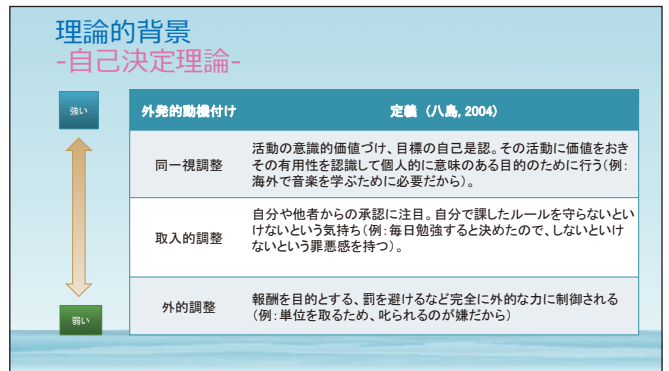 理論的背景
-自己決定理論-
強い
外発的動機付け
定義 (八島, 2004)
同一視調整
活動の意識的価値づけ、目標の自己是認。その活動に価値をおき
その有用性を認識して個人的に意味のある目的のために行う(例:
海外で音楽を学ぶために必要だから)。
取入的調整
自分や他者からの承認に注目。自分で課したルールを守らないとい
けないという気持ち(例:毎日勉強すると決めたので、しないといけ
ないという罪悪感を持つ)。
外的調整
報酬を目的とする、罰を避けるなど完全に外的な力に制御される
(例:単位を取るため、叱られるのが嫌だから)
弱い